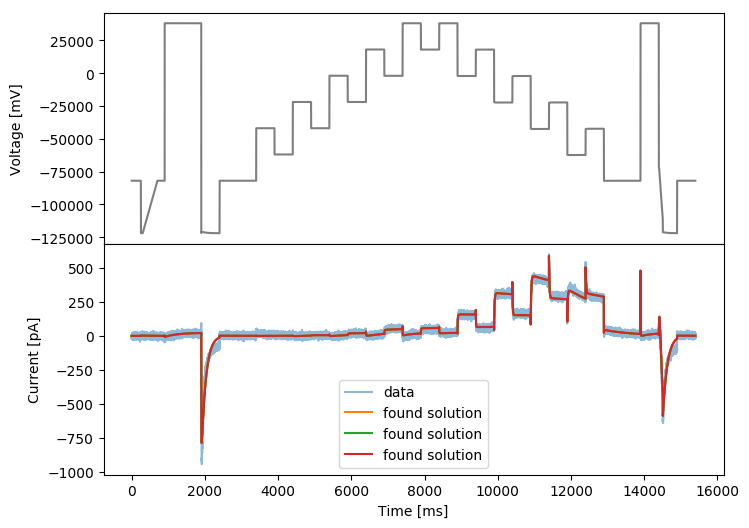 25000
0
−25000
−50000
−75000
−100000
−125000
Voltage [mV]
500
250
0
−250
−500
−750
−1000
Current [pA]
data
found solution
found solution
found solution
0 2000 4000 6000 8000 10000 12000 14000 16000
Time [ms]